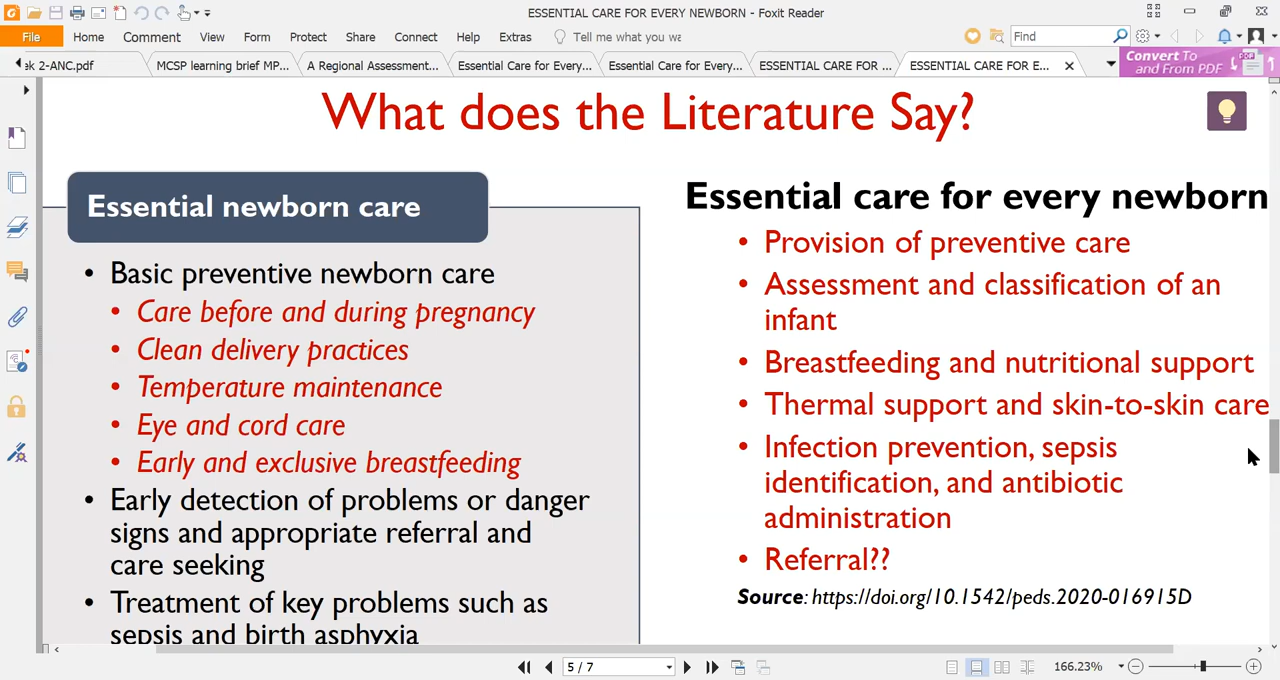 ESSENTIAL CARE FOR EVERY NEWBORN - Foxit Reader
File Home Comment View Form Protect Share Connect Help Extras Tell me what you wa Find
ek 2-ANC.pdf MCSP learning brief MP... A Regional Assessment... Essential Care for Every... Essential Care for Every... ESSENTIAL CARE FOR ... ESSENTIAL CARE FOR E...
Convert To
and From PDF
What does the Literature Say?
Essential newborn care
• Basic preventive newborn care
• Care before and during pregnancy
• Clean delivery practices
• Temperature maintenance
• Eye and cord care
• Early and exclusive breastfeeding
• Early detection of problems or danger
signs and appropriate referral and
care seeking
• Treatment of key problems such as
sepsis and birth asphyxia
Essential care for every newborn
• Provision of preventive care
• Assessment and classification of an
infant
• Breastfeeding and nutritional support
• Thermal support and skin-to-skin care
• Infection prevention, sepsis
identification, and antibiotic
administration
• Referral??
Source: https://doi.org/10.1542/peds.2020-016915D
5 / 7
166.23%